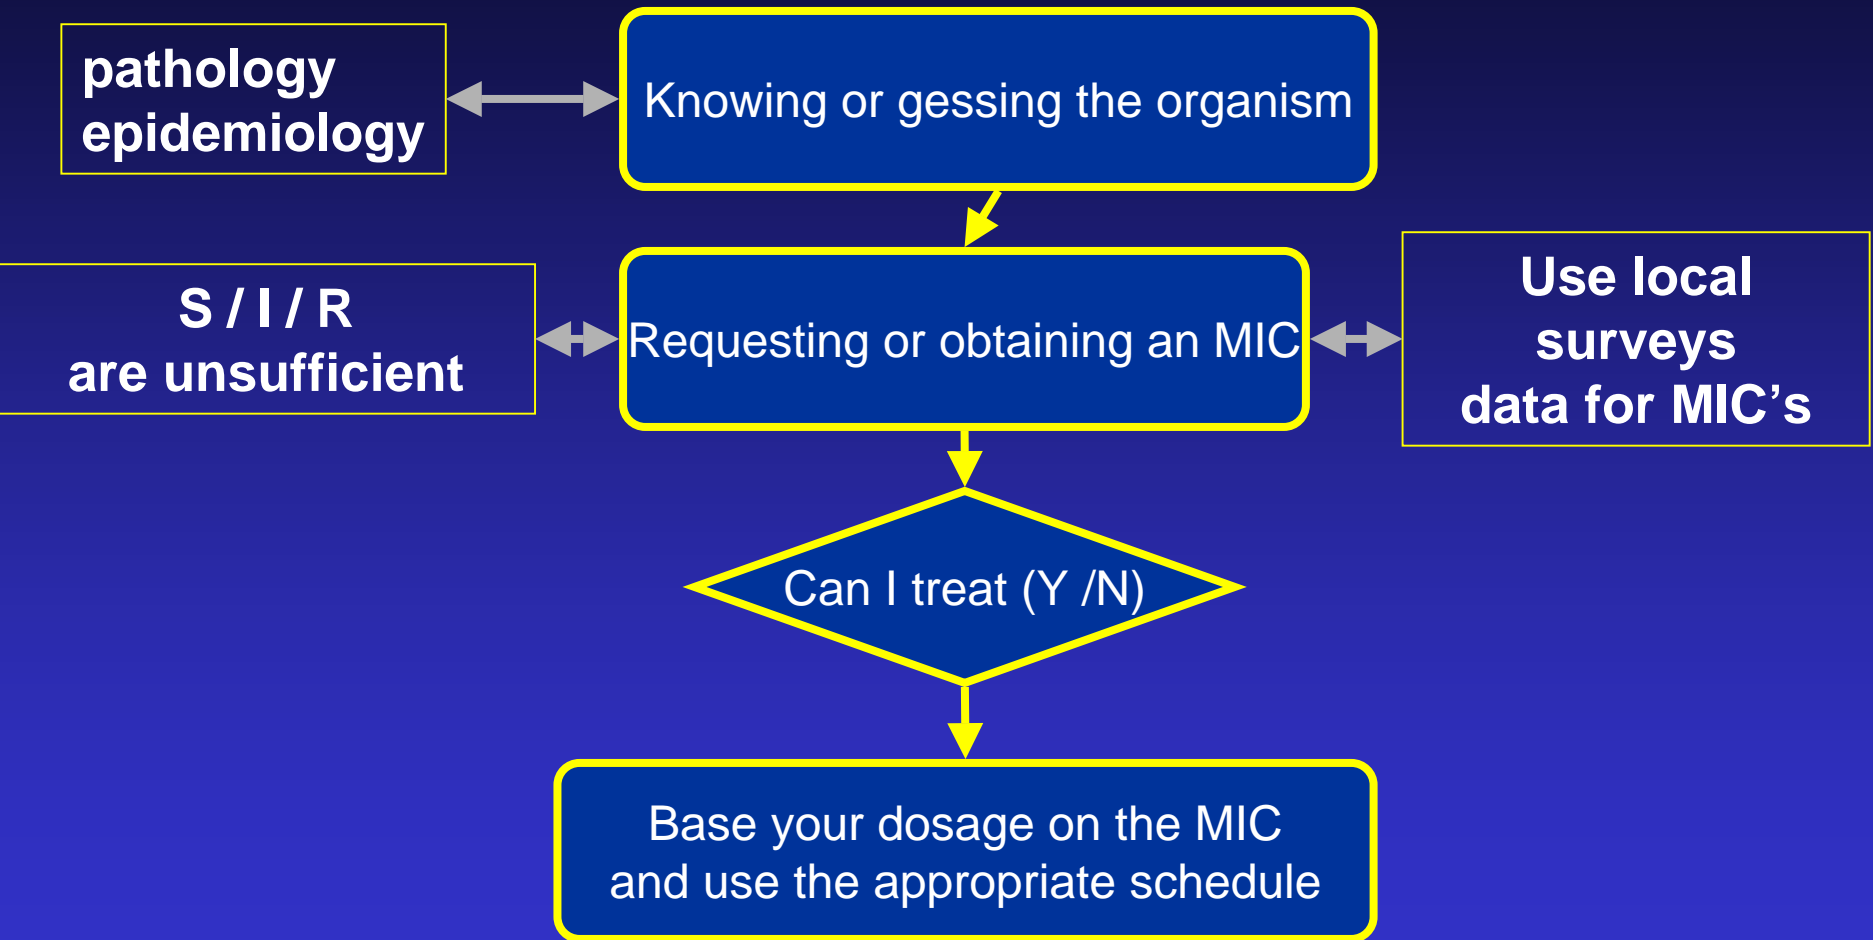 pathology
epidemiology
Knowing or gessing the organism
S / I / R
are unsufficient
Requesting or obtaining an MIC
Use local
surveys
data for MIC’s
Can I treat (Y /N)
Base your dosage on the MIC
and use the appropriate schedule